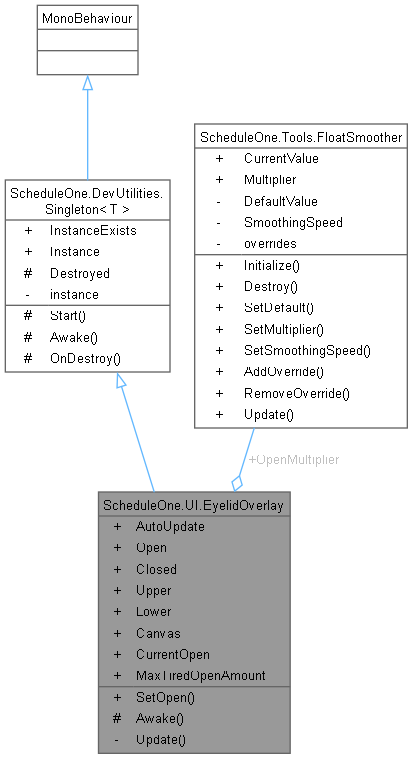 MonoBehaviour
ScheduleOne.DevUtilities.
Singleton< T >
+ InstanceExists
+ Instance
# Destroyed
- instance
# Start()
# Awake()
# OnDestroy()
ScheduleOne.Tools.FloatSmoother
+ CurrentValue
+ Multiplier
- DefaultValue
- SmoothingSpeed
- overrides
+ Initialize()
+ Destroy()
+ SetDefault()
+ SetMultiplier()
+ SetSmoothingSpeed()
+ AddOverride()
+ RemoveOverride()
+ Update()
+OpenMultiplier
ScheduleOne.UI.EyelidOverlay
+ AutoUpdate
+ Open
+ Closed
+ Upper
+ Lower
+ Canvas
+ CurrentOpen
+ MaxTiredOpenAmount
+ SetOpen()
# Awake()
- Update()